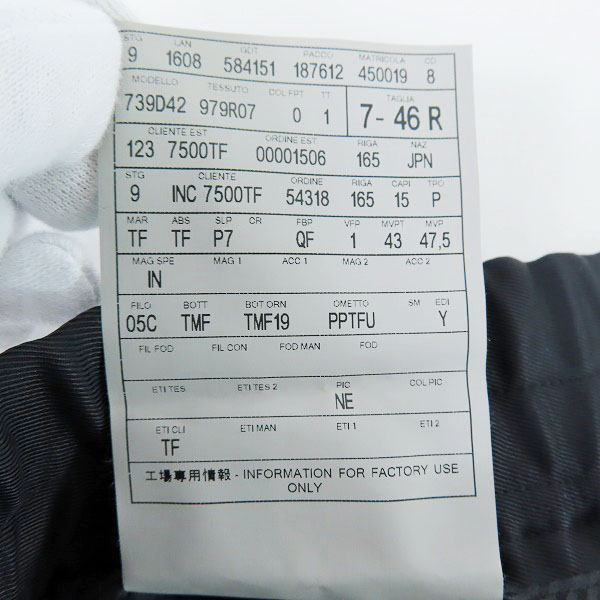 STG LAN GUT PACCO MATRICOLA CD
9 1608 584151 187612 450019 8
MODELLO TESSUTO COL FPT TT TAGLIA
739D42 979R07 0 1 7- 46 R
CLIENTE EST ORDINE EST RIGA NAZ
123 7500TF 00001506 165 JPN
STG CLIENTE ORDINE RIGA CAPI TPO
9 INC 7500TF 54318 165 15 P
MAR ABS SLP CR FBP VFP MVPT MVP
TF TF P7 QF 1 43 47,5
MAG SPE MAG 1 ACC 1 MAG 2 ACC 2
IN
FILO BOTT BOT ORN OMETTO SM EDI
05C TMF TMF19 PPTFU Y
FIL FOD FIL CON FOD MAN FOD
ETI TES ETI TES 2 PIC COL PIC
NE
ETI CLI ETI MAN ETI 1 ETI 2
TF
工場専用情報 - INFORMATION FOR FACTORY USE
ONLY